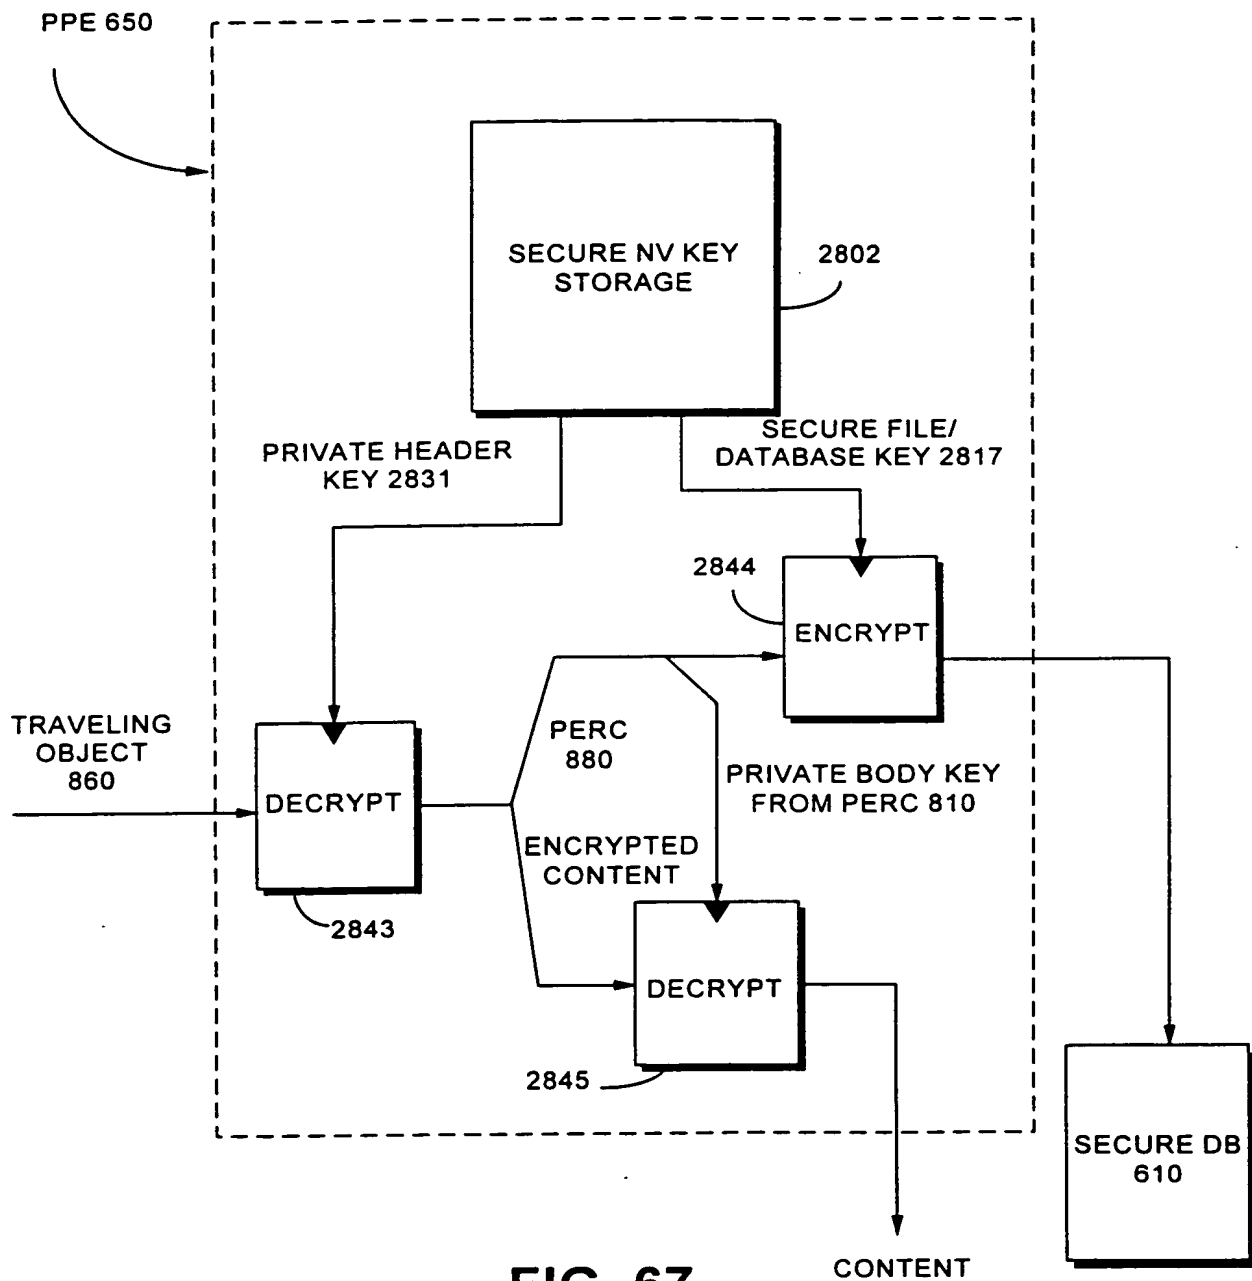 PPE 650
SECURE NV KEY
STORAGE
2802
PRIVATE HEADER
KEY 2831
SECURE FILE/
DATABASE KEY 2817
2844
ENCRYPT
TRAVELING
OBJECT
860
DECRYPT
PERC
880
PRIVATE BODY KEY
FROM PERC 810
ENCRYPTED
CONTENT
2843
DECRYPT
2845
SECURE DB
610
CONTENT
FIG. 67